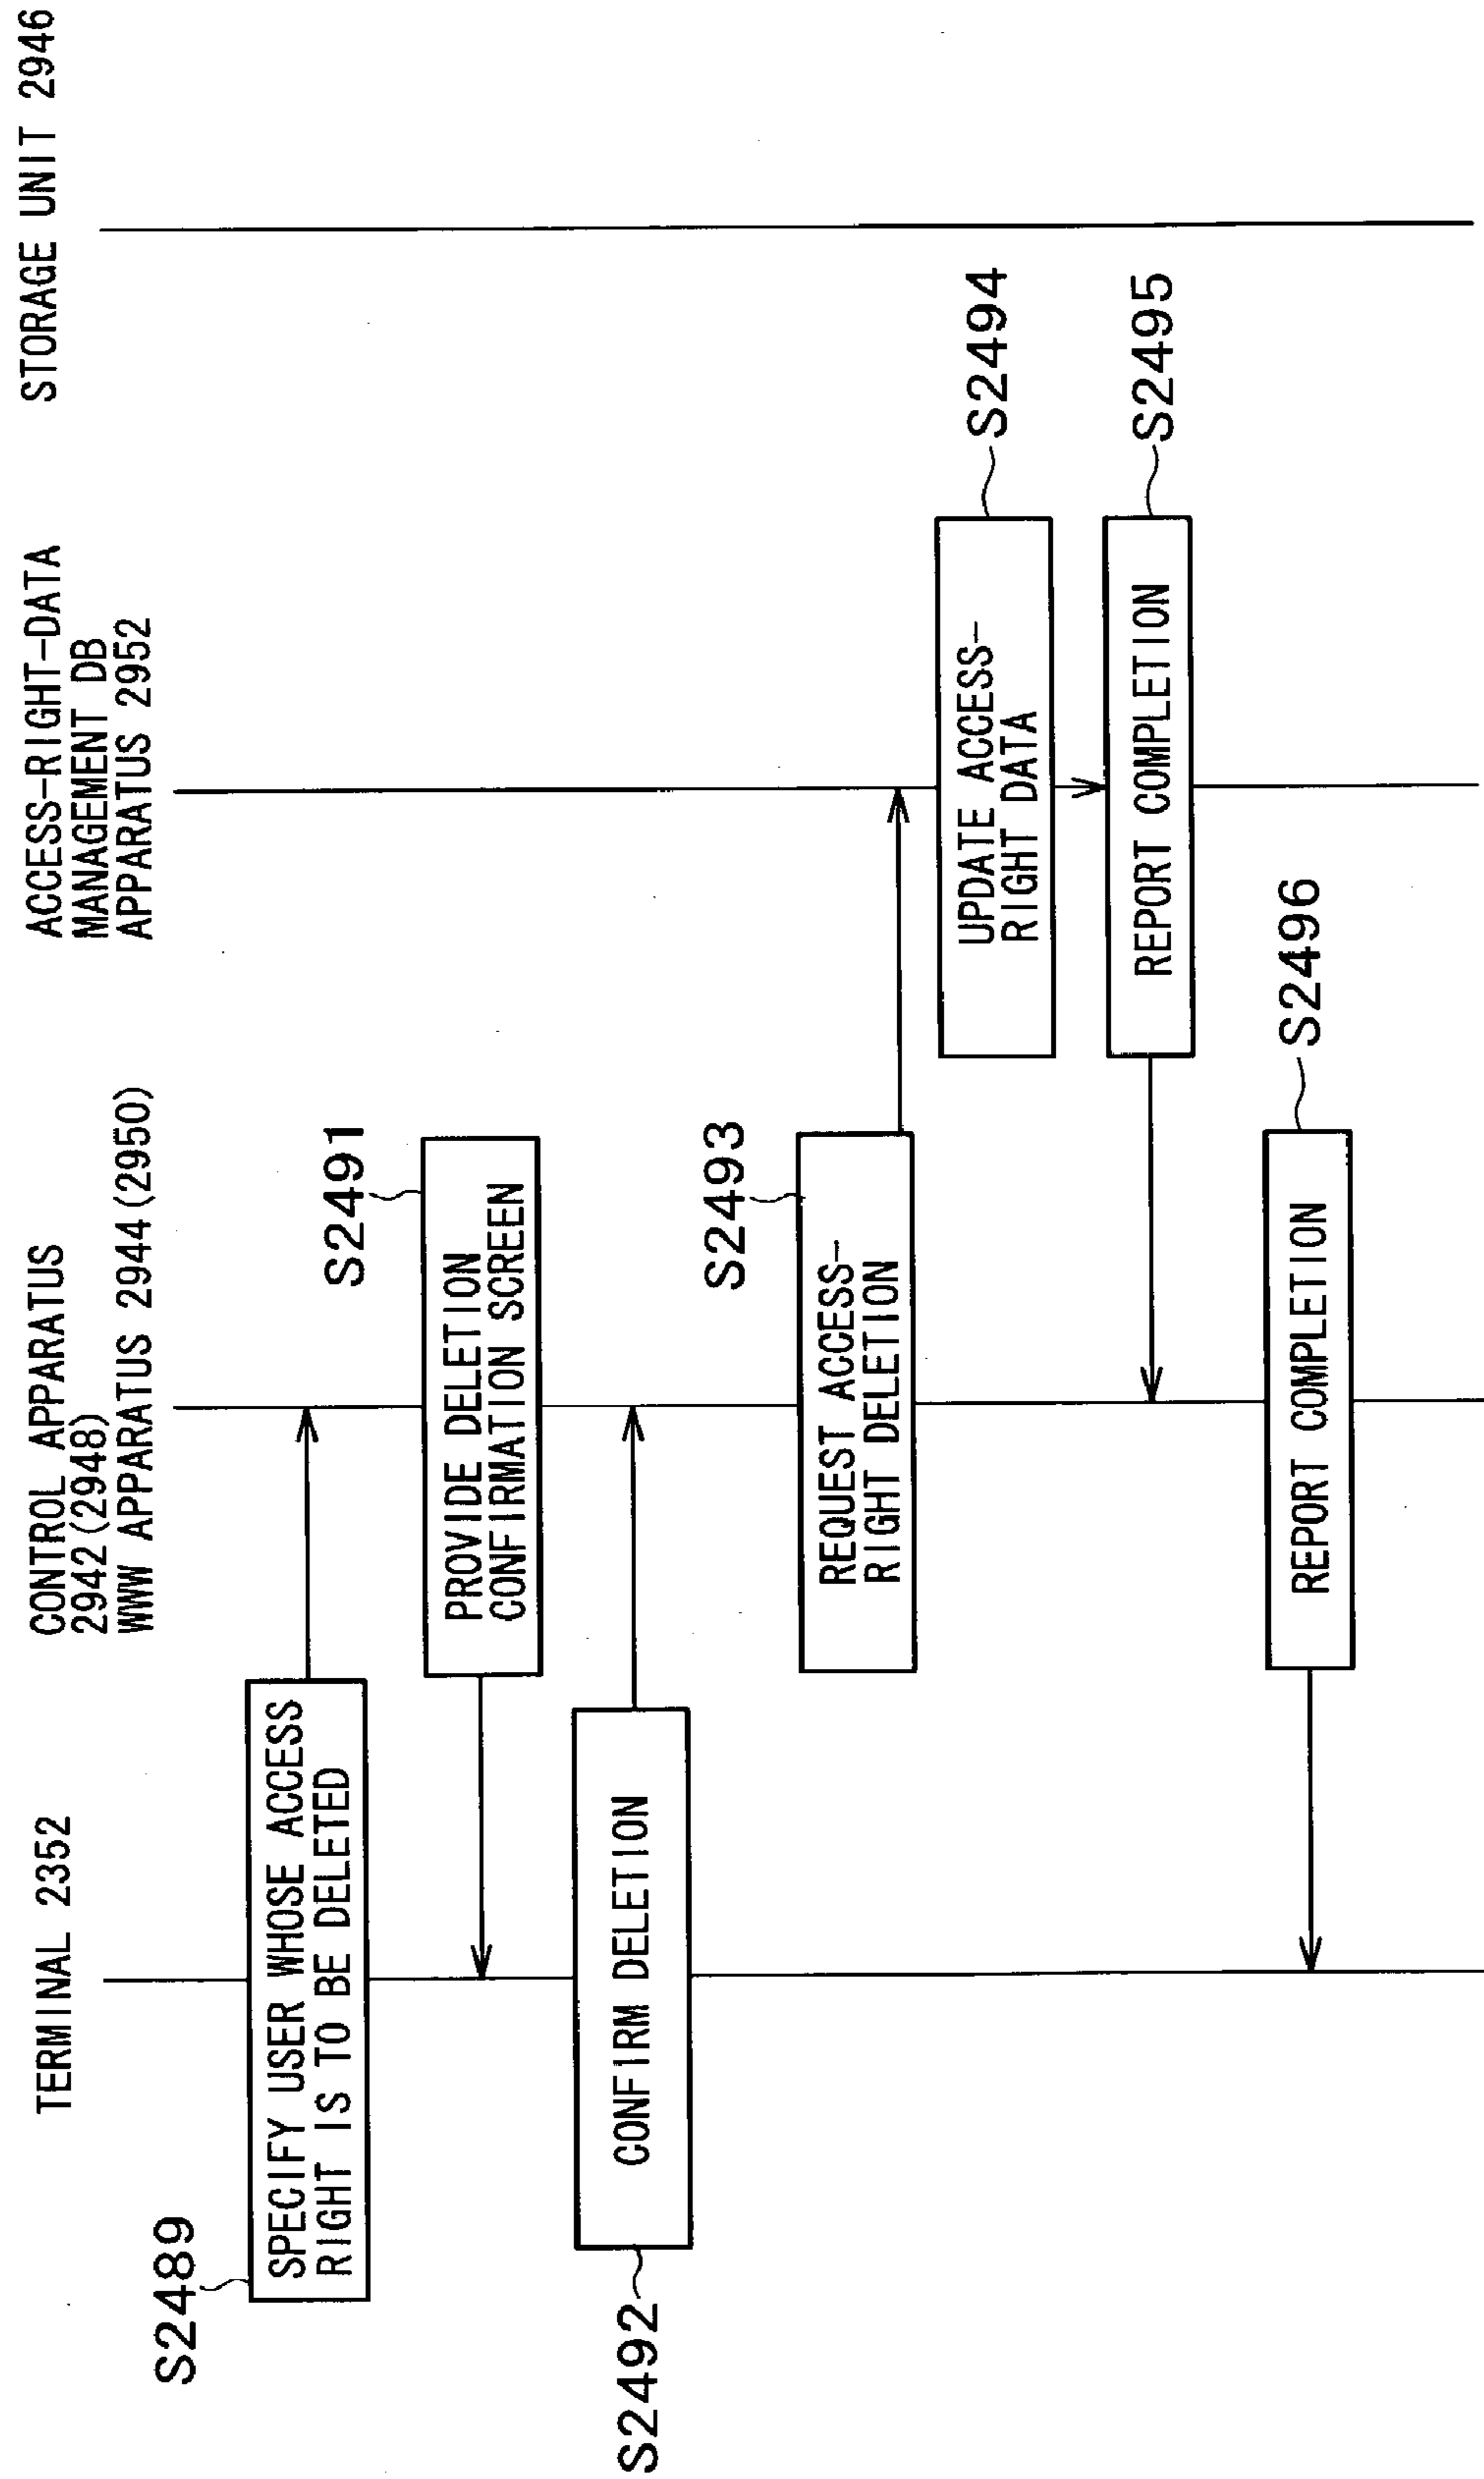 TERMINAL 2352
CONTROL APPARATUS
2942(2948)
WWW APPARATUS 2944(2950)
ACCESS-RIGHT-DATA
MANAGEMENT DB
APPARATUS 2952
STORAGE UNIT 2946
S2489
SPECIFY USER WHOSE ACCESS
RIGHT IS TO BE DELETED
S2491
PROVIDE DELETION
CONFIRMATION SCREEN
S2492
CONFIRM DELETION
S2493
REQUEST ACCESS-
RIGHT DELETION
UPDATE ACCESS-
RIGHT DATA
S2494
REPORT COMPLETION
S2495
REPORT COMPLETION
S2496